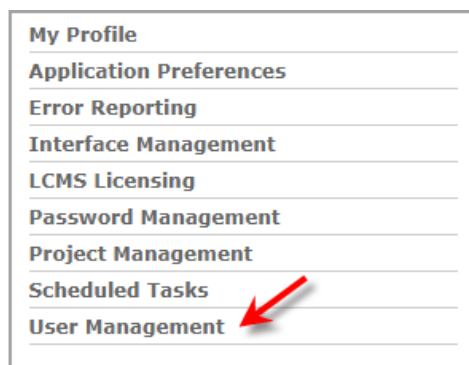 My Profile
Application Preferences
Error Reporting
Interface Management
LCMS Licensing
Password Management
Project Management
Scheduled Tasks
User Management